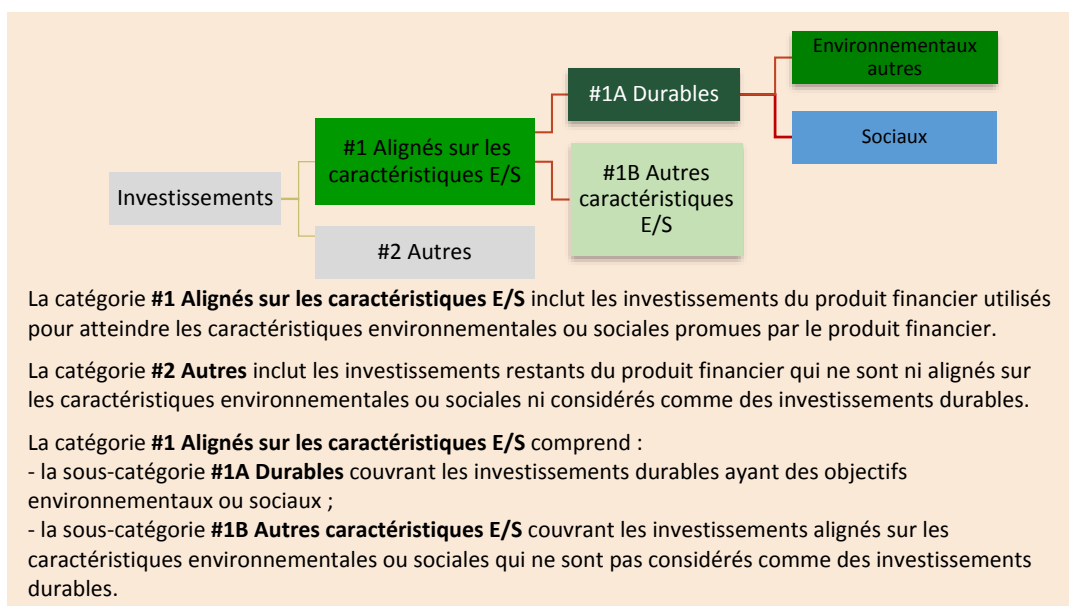 Environnementaux
autres
#1A Durables
Sociaux
#1 Alignés sur les
caractéristiques E/S
#1B Autres
caractéristiques
E/S
Investissements
#2 Autres
La catégorie #1 Alignés sur les caractéristiques E/S inclut les investissements du produit financier utilisés
pour atteindre les caractéristiques environnementales ou sociales promues par le produit financier.
La catégorie #2 Autres inclut les investissements restants du produit financier qui ne sont ni alignés sur
les caractéristiques environnementales ou sociales ni considérés comme des investissements durables.
La catégorie #1 Alignés sur les caractéristiques E/S comprend :
- la sous-catégorie #1A Durables couvrant les investissements durables ayant des objectifs
environnementaux ou sociaux ;
- la sous-catégorie #1B Autres caractéristiques E/S couvrant les investissements alignés sur les
caractéristiques environnementales ou sociales qui ne sont pas considérés comme des investissements
durables.